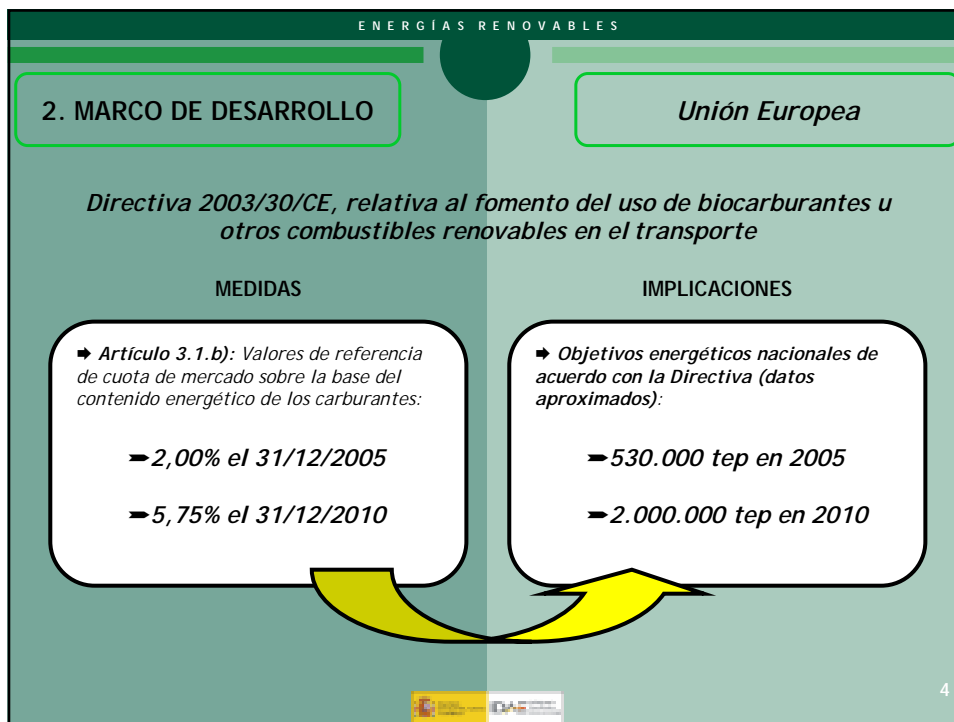 ENERGÍAS RENOVABLES
2. MARCO DE DESARROLLO
Unión Europea
Directiva 2003/30/CE, relativa al fomento del uso de biocarburantes u
otros combustibles renovables en el transporte
MEDIDAS
➨ Artículo 3.1.b): Valores de referencia
de cuota de mercado sobre la base del
contenido energético de los carburantes:
➨2,00% el 31/12/2005
➨5,75% el 31/12/2010
IMPLICACIONES
➨ Objetivos energéticos nacionales de
acuerdo con la Directiva (datos
aproximados):
➨530.000 tep en 2005
➨2.000.000 tep en 2010
IDAE
4